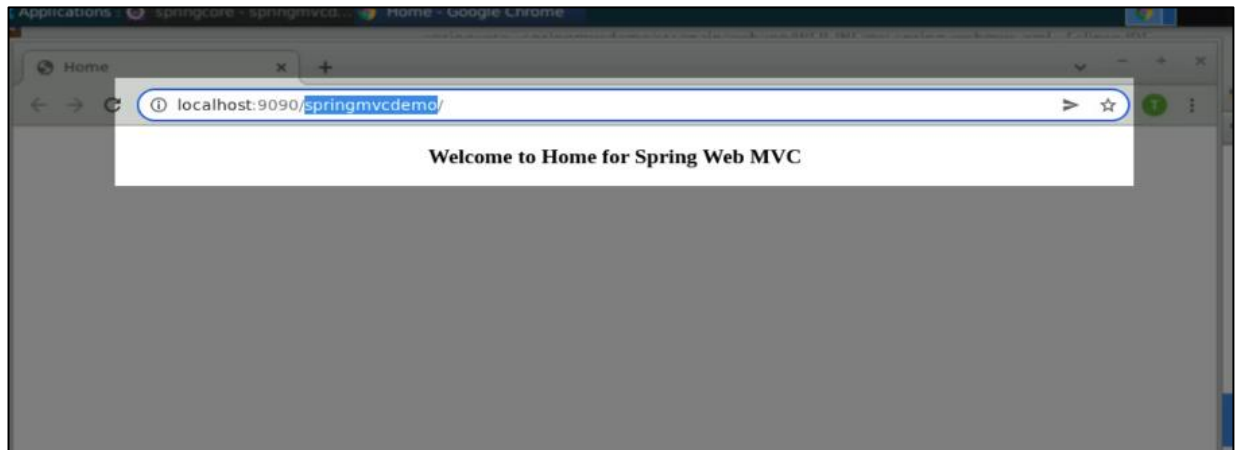 Applications : springcore - springmvcd... Home - Google Chrome
Home
localhost:9090/springmvcdemo/
T
Welcome to Home for Spring Web MVC